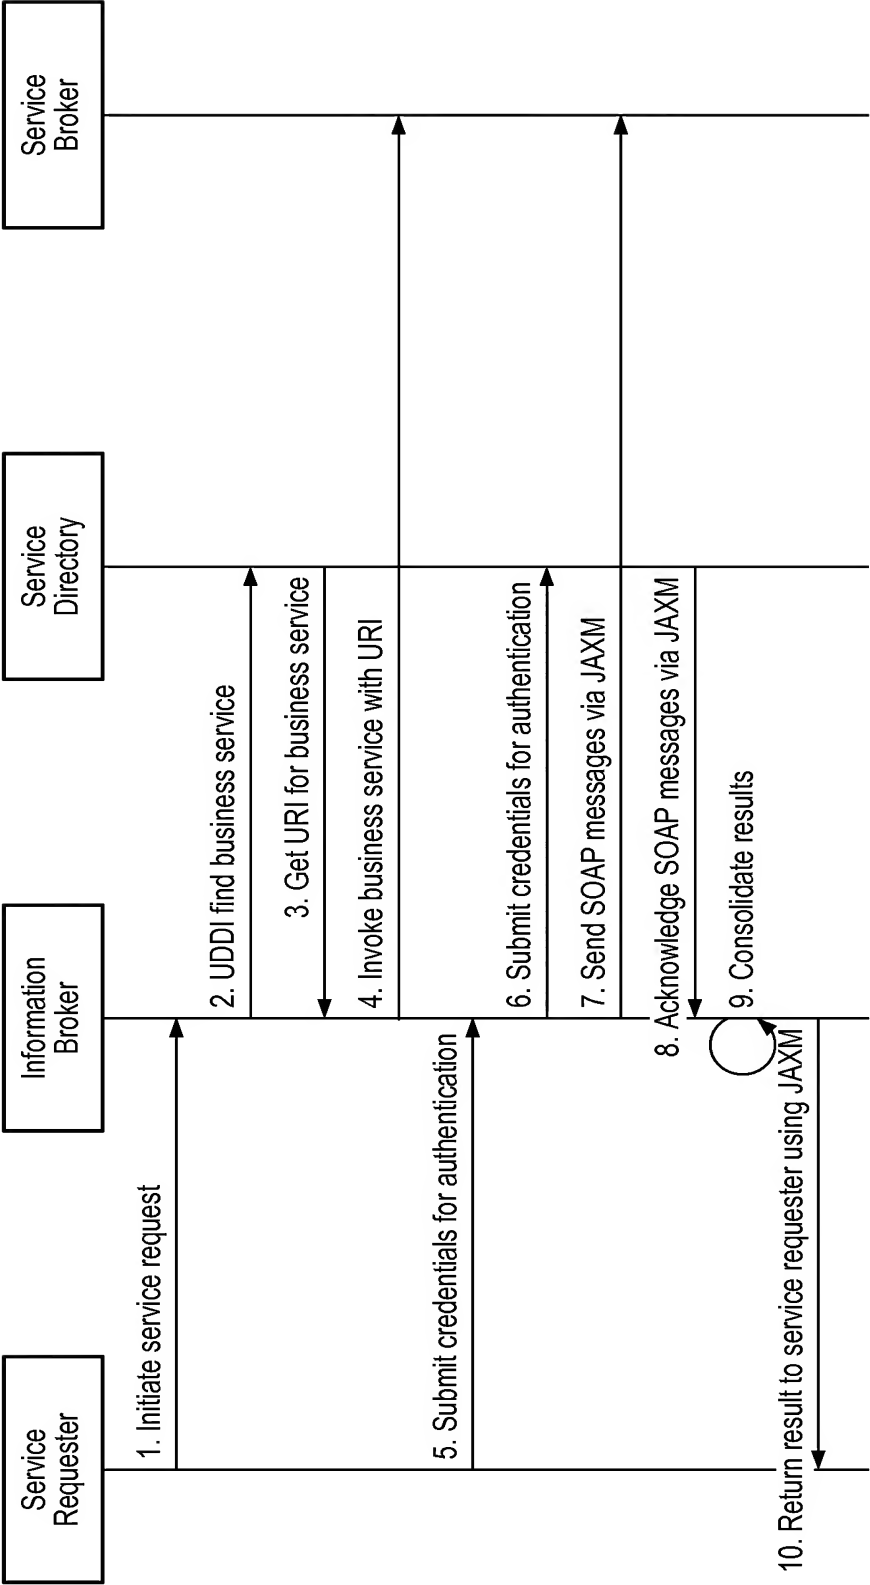 Service
Requester
Information
Broker
Service
Directory
Service
Broker
1. Initiate service request
2. UDDI find business service
3. Get URI for business service
4. Invoke business service with URI
5. Submit credentials for authentication
6. Submit credentials for authentication
7. Send SOAP messages via JAXM
8. Acknowledge SOAP messages via JAXM
9. Consolidate results
10. Return result to service requester using JAXM